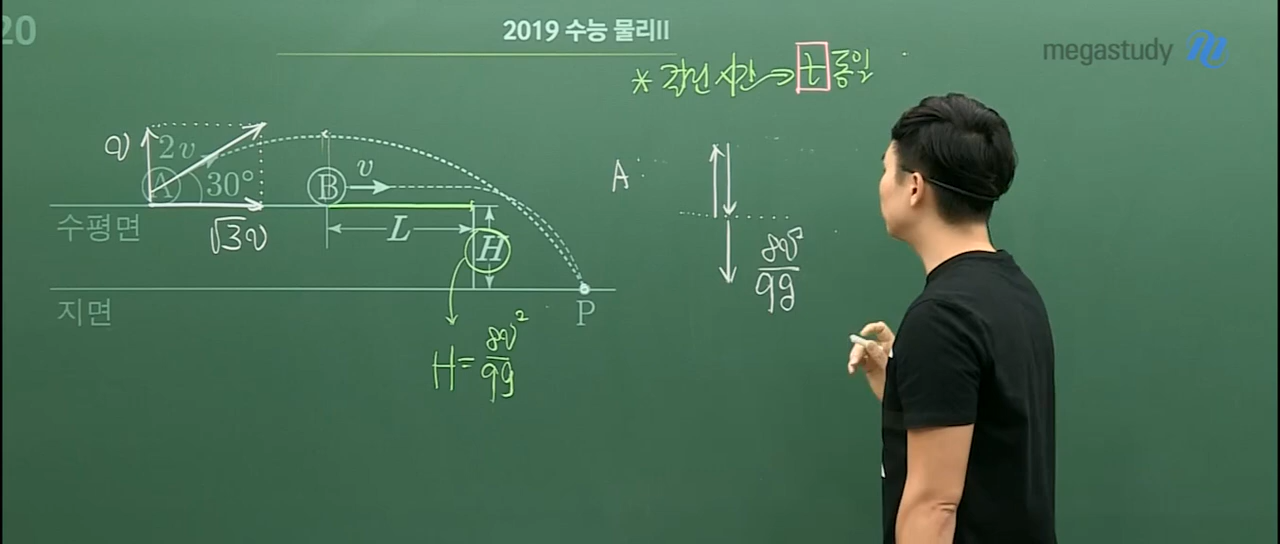 20
2019 수능 물리II
megastudy
* 걸린 시간 → t 동일
v
2v
A
30°
B
v
수평면
√3v
L
H
지면
P
H = 8v²/9g
A
8v²/9g